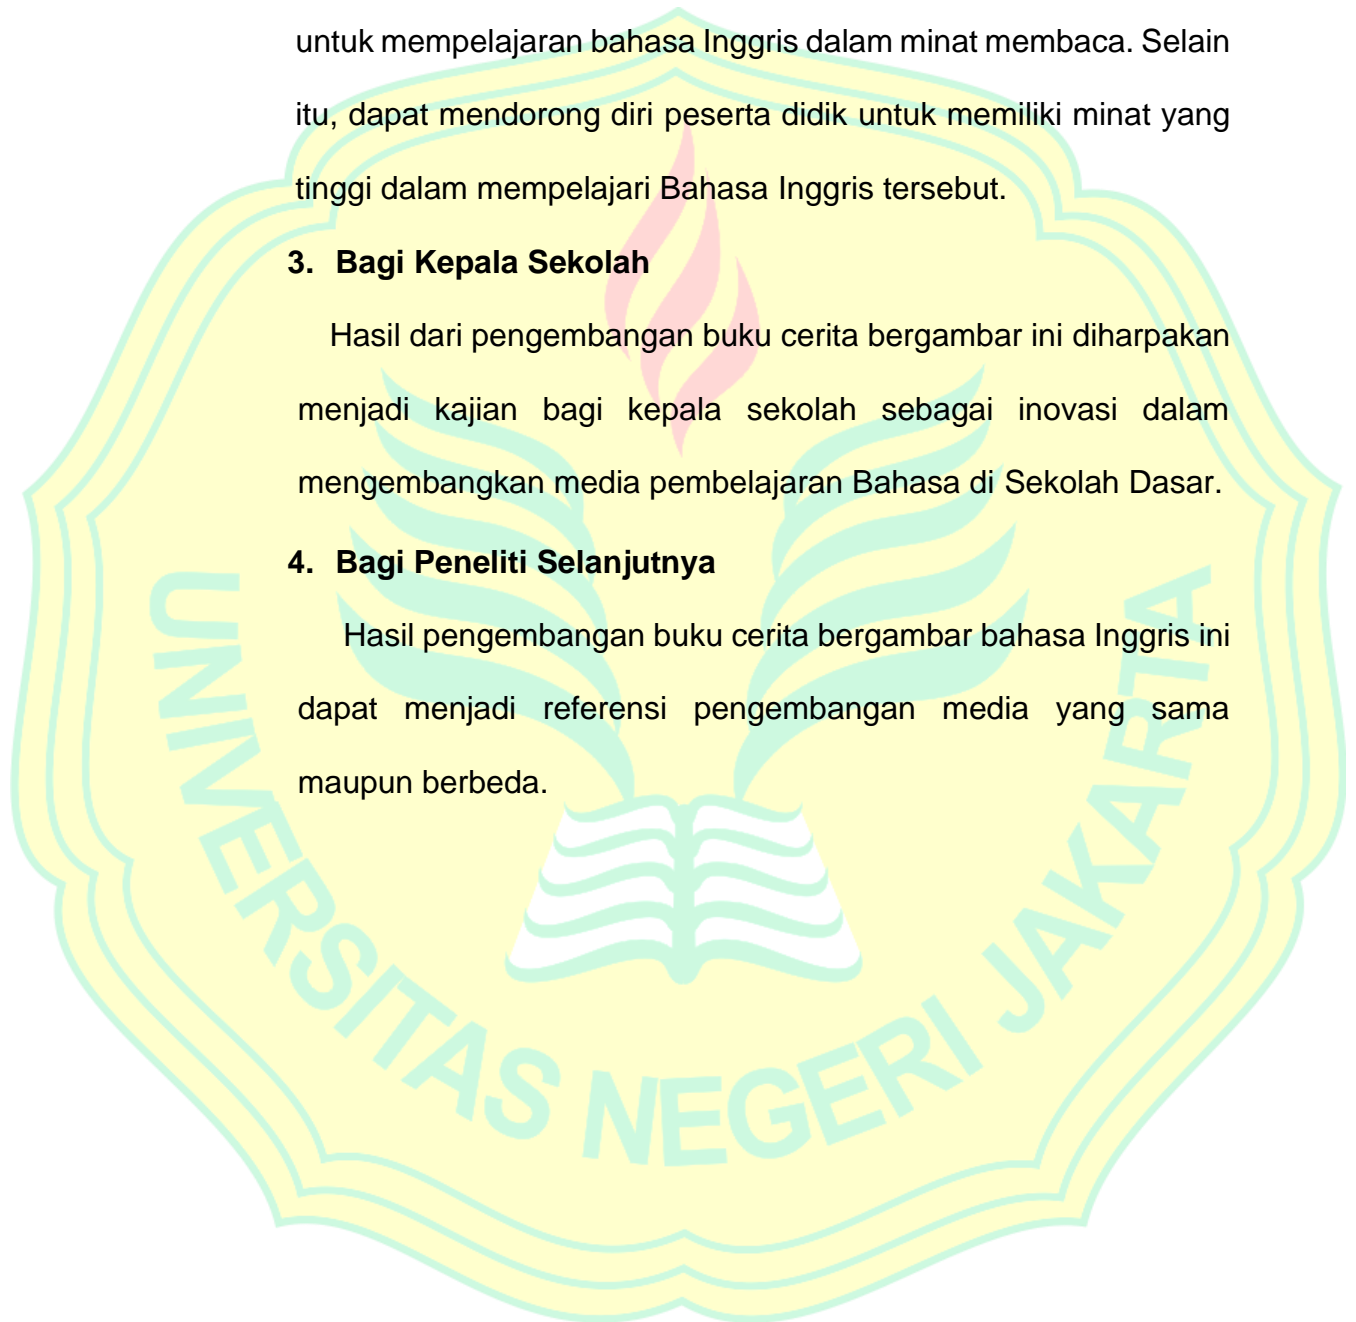 untuk mempelajaran bahasa Inggris dalam minat membaca. Selain
itu, dapat mendorong diri peserta didik untuk memiliki minat yang
tinggi dalam mempelajari Bahasa Inggris tersebut.
3. Bagi Kepala Sekolah
Hasil dari pengembangan buku cerita bergambar ini diharpakan
menjadi kajian bagi kepala sekolah sebagai inovasi dalam
mengembangkan media pembelajaran Bahasa di Sekolah Dasar.
4. Bagi Peneliti Selanjutnya
Hasil pengembangan buku cerita bergambar bahasa Inggris ini
dapat menjadi referensi pengembangan media yang sama
maupun berbeda.
UNIVERSITAS NEGERI JAKARTA